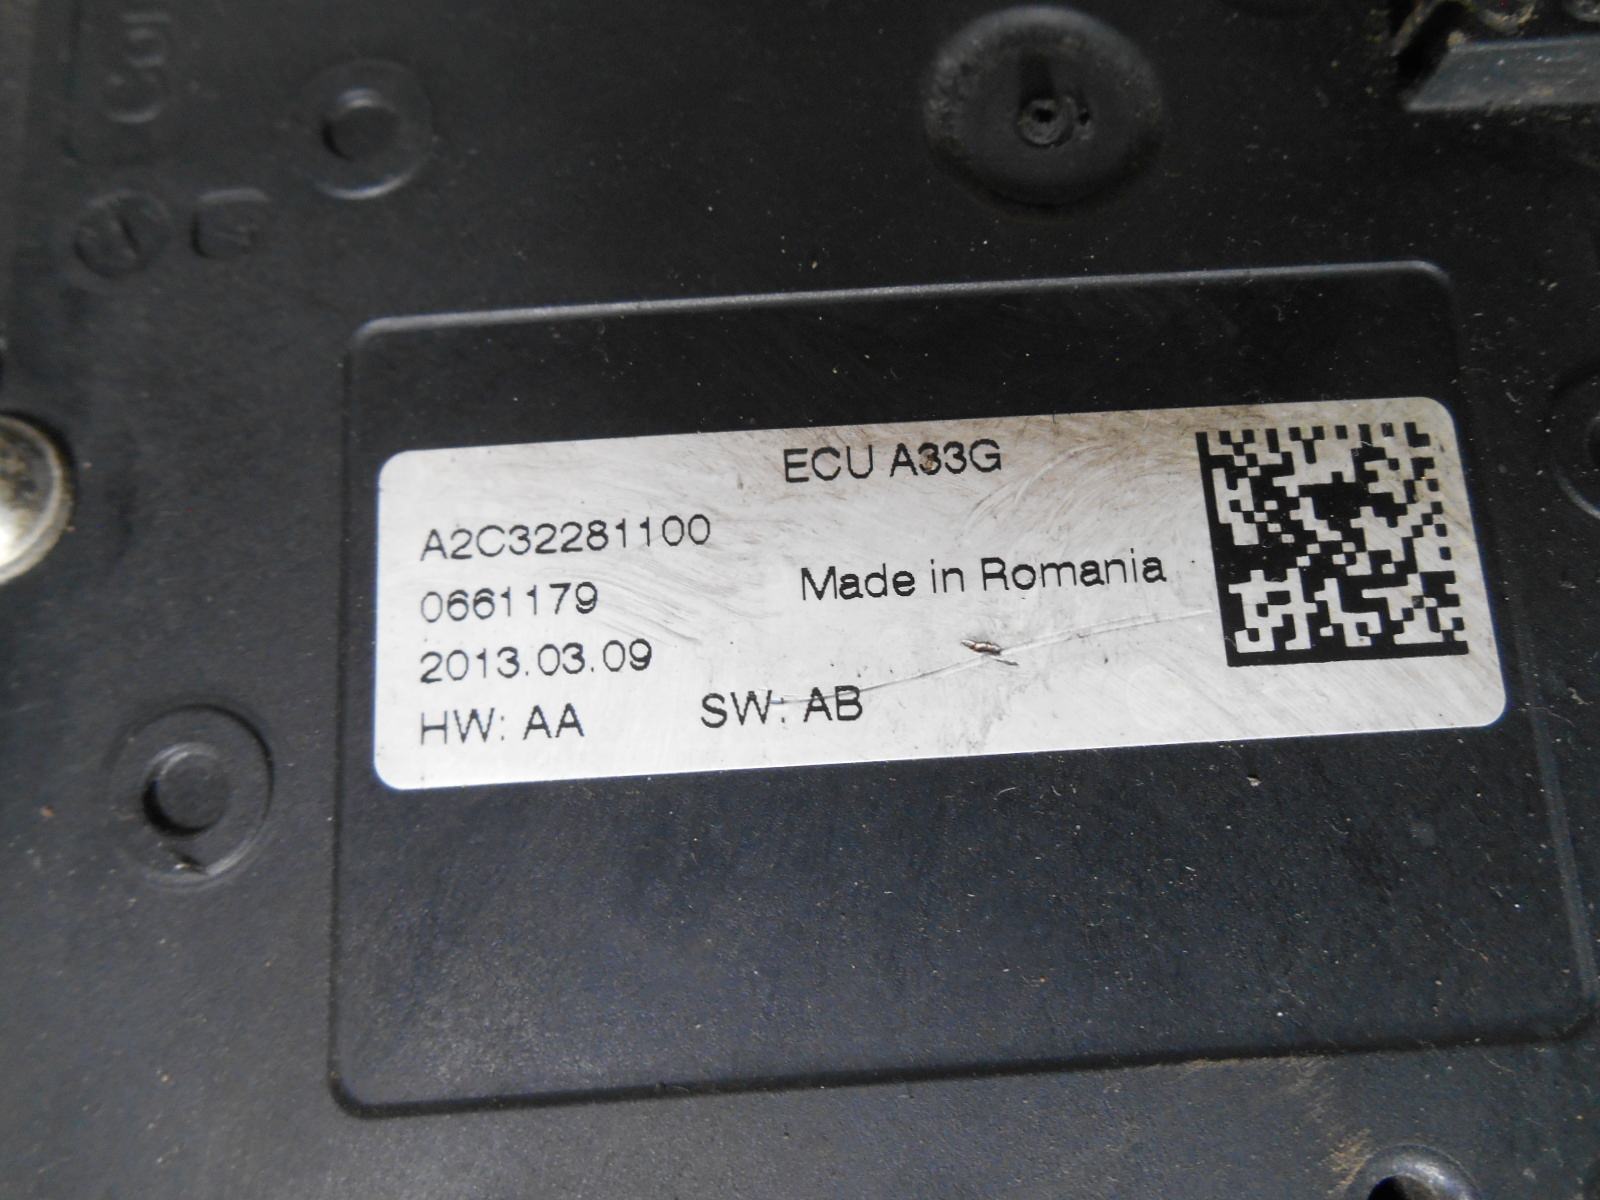 ECU A33G
A2C32281100
0661179
Made in Romania
2013.03.09
HW: AA SW: AB